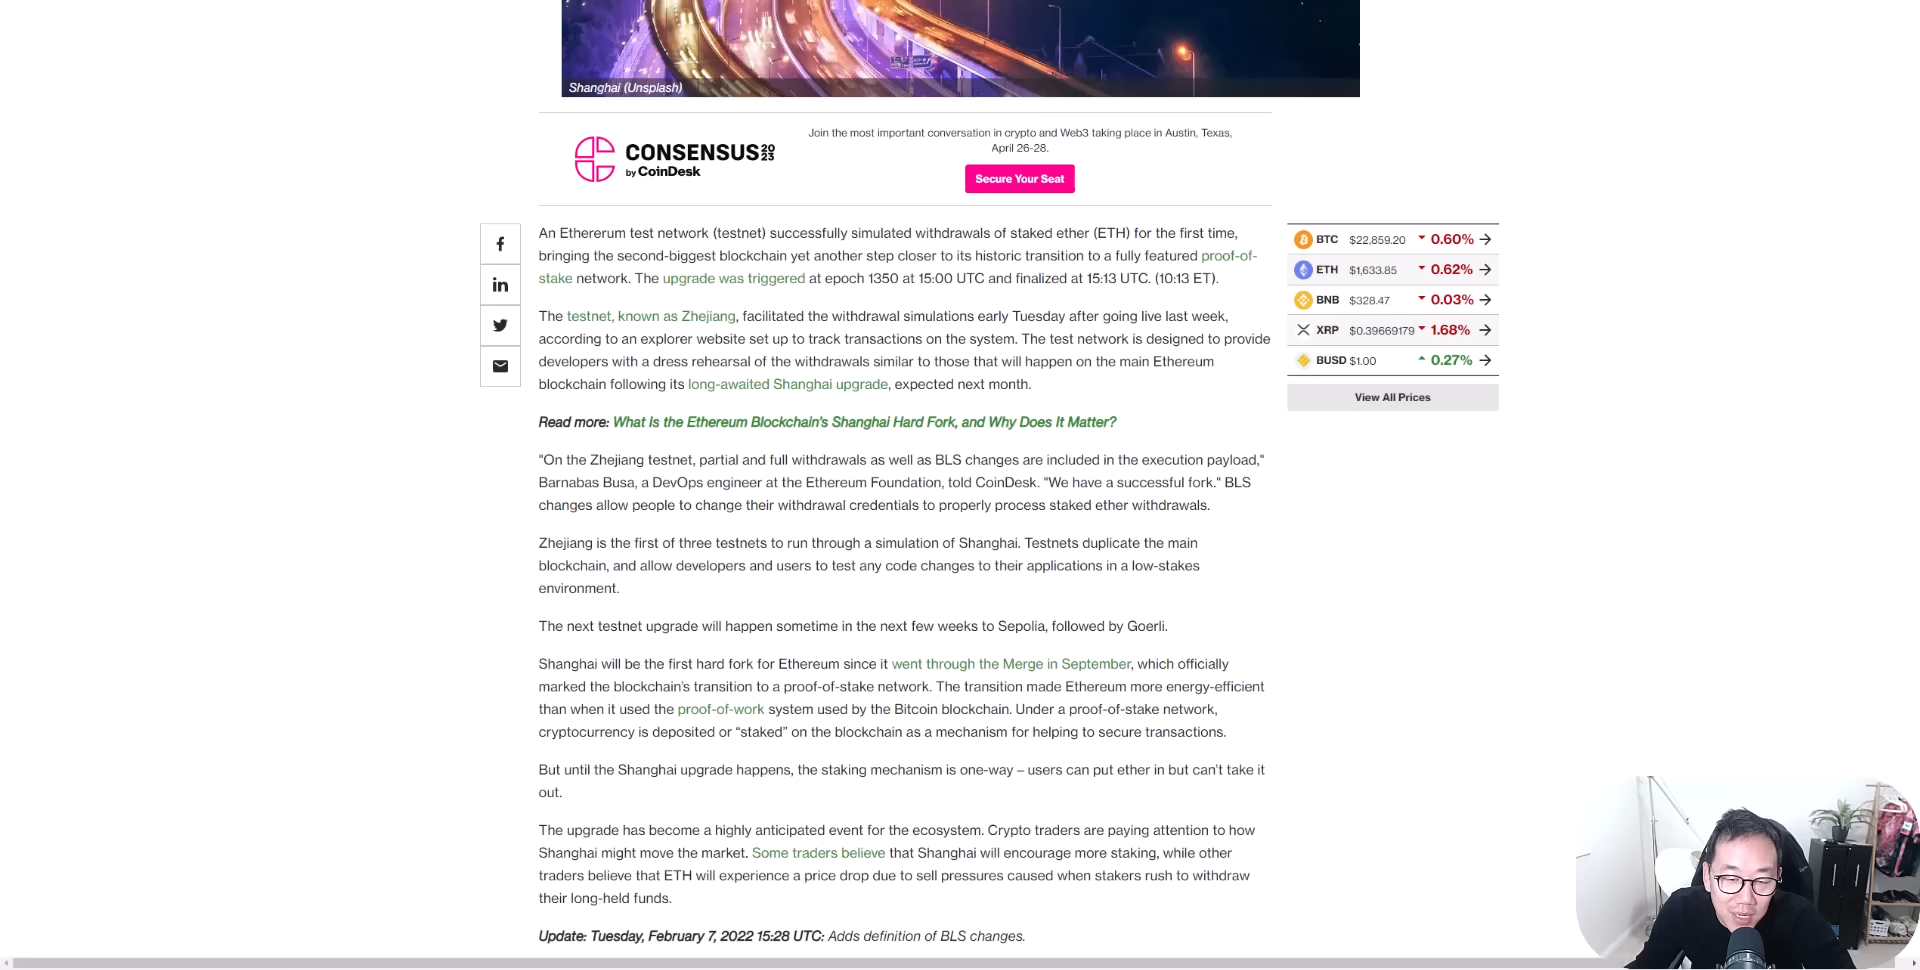 Shanghai (Unsplash)
CONSENSUS 20
23
by CoinDesk
Join the most important conversation in crypto and Web3 taking place in Austin, Texas,
April 26-28.
Secure Your Seat
An Ethererum test network (testnet) successfully simulated withdrawals of staked ether (ETH) for the first time,
bringing the second-biggest blockchain yet another step closer to its historic transition to a fully featured proof-of-
stake network. The upgrade was triggered at epoch 1350 at 15:00 UTC and finalized at 15:13 UTC. (10:13 ET).
The testnet, known as Zhejiang, facilitated the withdrawal simulations early Tuesday after going live last week,
according to an explorer website set up to track transactions on the system. The test network is designed to provide
developers with a dress rehearsal of the withdrawals similar to those that will happen on the main Ethereum
blockchain following its long-awaited Shanghai upgrade, expected next month.
Read more: What Is the Ethereum Blockchain's Shanghai Hard Fork, and Why Does It Matter?
"On the Zhejiang testnet, partial and full withdrawals as well as BLS changes are included in the execution payload,"
Barnabas Busa, a DevOps engineer at the Ethereum Foundation, told CoinDesk. "We have a successful fork." BLS
changes allow people to change their withdrawal credentials to properly process staked ether withdrawals.
Zhejiang is the first of three testnets to run through a simulation of Shanghai. Testnets duplicate the main
blockchain, and allow developers and users to test any code changes to their applications in a low-stakes
environment.
The next testnet upgrade will happen sometime in the next few weeks to Sepolia, followed by Goerli.
Shanghai will be the first hard fork for Ethereum since it went through the Merge in September, which officially
marked the blockchain's transition to a proof-of-stake network. The transition made Ethereum more energy-efficient
than when it used the proof-of-work system used by the Bitcoin blockchain. Under a proof-of-stake network,
cryptocurrency is deposited or “staked” on the blockchain as a mechanism for helping to secure transactions.
But until the Shanghai upgrade happens, the staking mechanism is one-way – users can put ether in but can't take it
out.
The upgrade has become a highly anticipated event for the ecosystem. Crypto traders are paying attention to how
Shanghai might move the market. Some traders believe that Shanghai will encourage more staking, while other
traders believe that ETH will experience a price drop due to sell pressures caused when stakers rush to withdraw
their long-held funds.
Update: Tuesday, February 7, 2022 15:28 UTC: Adds definition of BLS changes.
BTC $22,859.20 0.60%
ETH $1,633.85 0.62%
BNB $328.47 0.03%
XRP $0.39669179 1.68%
BUSD $1.00 0.27%
View All Prices